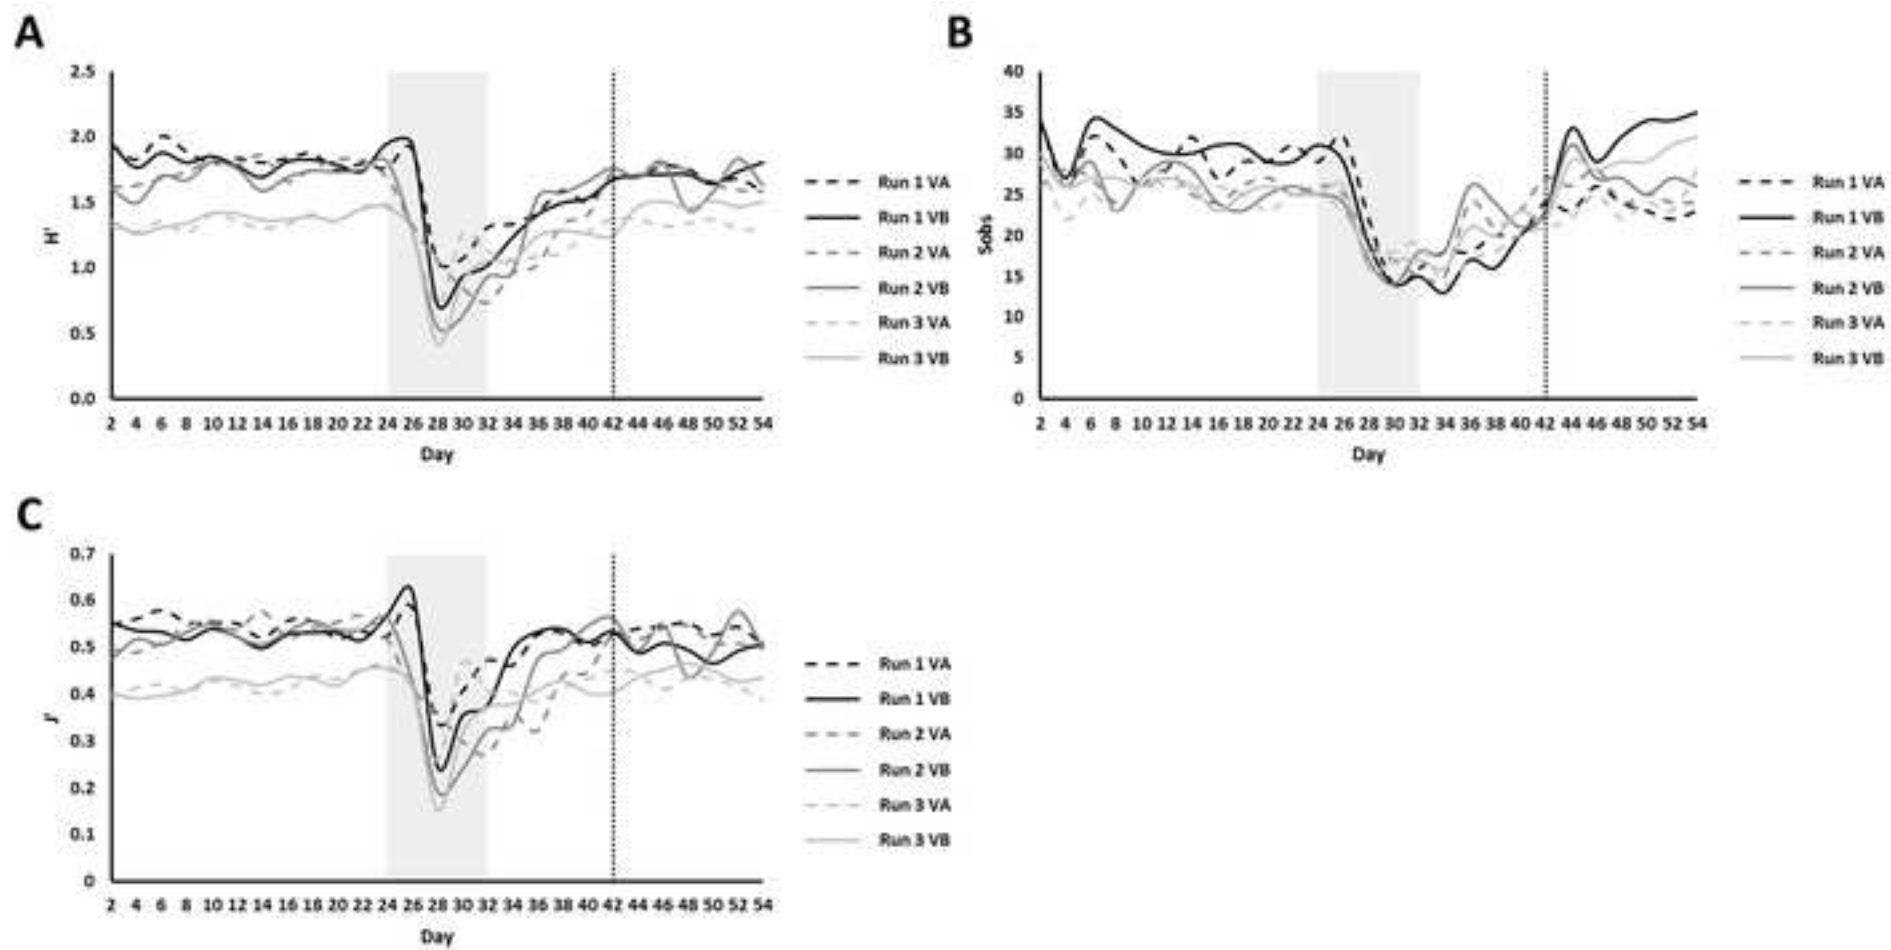 A
2.5
2.0
1.5
1.0
0.5
0.0
H'
2 4 6 8 10 12 14 16 18 20 22 24 26 28 30 32 34 36 38 40 42 44 46 48 50 52 54
Day
Run 1 VA
Run 1 VB
Run 2 VA
Run 2 VB
Run 3 VA
Run 3 VB
B
40
35
30
25
20
15
10
5
0
Sobs
2 4 6 8 10 12 14 16 18 20 22 24 26 28 30 32 34 36 38 40 42 44 46 48 50 52 54
Day
Run 1 VA
Run 1 VB
Run 2 VA
Run 2 VB
Run 3 VA
Run 3 VB
C
0.7
0.6
0.5
0.4
0.3
0.2
0.1
0
J'
2 4 6 8 10 12 14 16 18 20 22 24 26 28 30 32 34 36 38 40 42 44 46 48 50 52 54
Day
Run 1 VA
Run 1 VB
Run 2 VA
Run 2 VB
Run 3 VA
Run 3 VB